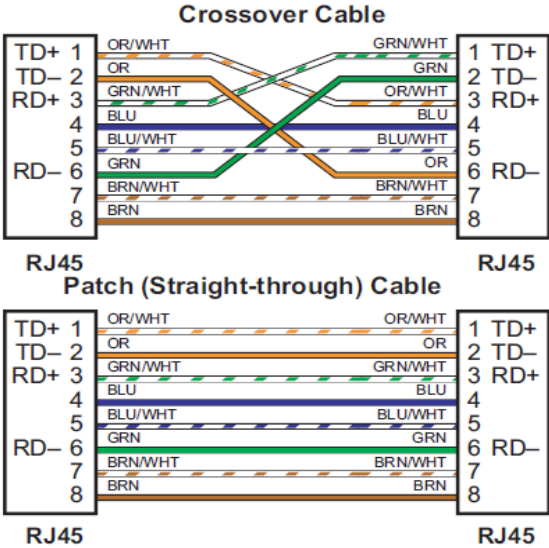 Crossover Cable
TD+ 1 OR/WHT GRN/WHT 1 TD+
TD– 2 OR GRN 2 TD–
RD+ 3 GRN/WHT OR/WHT 3 RD+
4 BLU BLU 4
5 BLU/WHT BLU/WHT 5
RD– 6 GRN OR 6 RD–
7 BRN/WHT BRN/WHT 7
8 BRN BRN 8
RJ45 RJ45
Patch (Straight-through) Cable
TD+ 1 OR/WHT OR/WHT 1 TD+
TD– 2 OR OR 2 TD–
RD+ 3 GRN/WHT GRN/WHT 3 RD+
4 BLU BLU 4
5 BLU/WHT BLU/WHT 5
RD– 6 GRN GRN 6 RD–
7 BRN/WHT BRN/WHT 7
8 BRN BRN 8
RJ45 RJ45